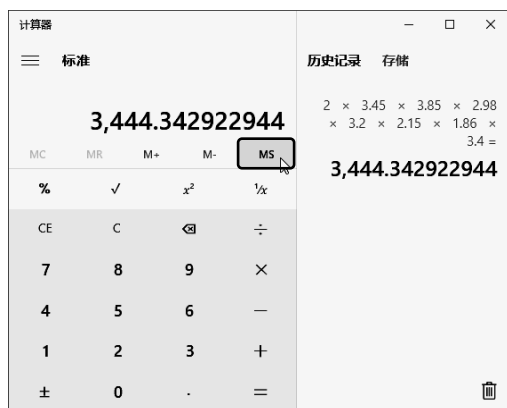 计算器
标准
历史记录 存储
3,444.342922944
MC MR M+ M- MS
2 × 3.45 × 3.85 × 2.98
× 3.2 × 2.15 × 1.86 ×
3.4 =
3,444.342922944
% √ x² ¹/x
CE C ÷
7 8 9 ×
4 5 6 −
1 2 3 +
± 0 . =